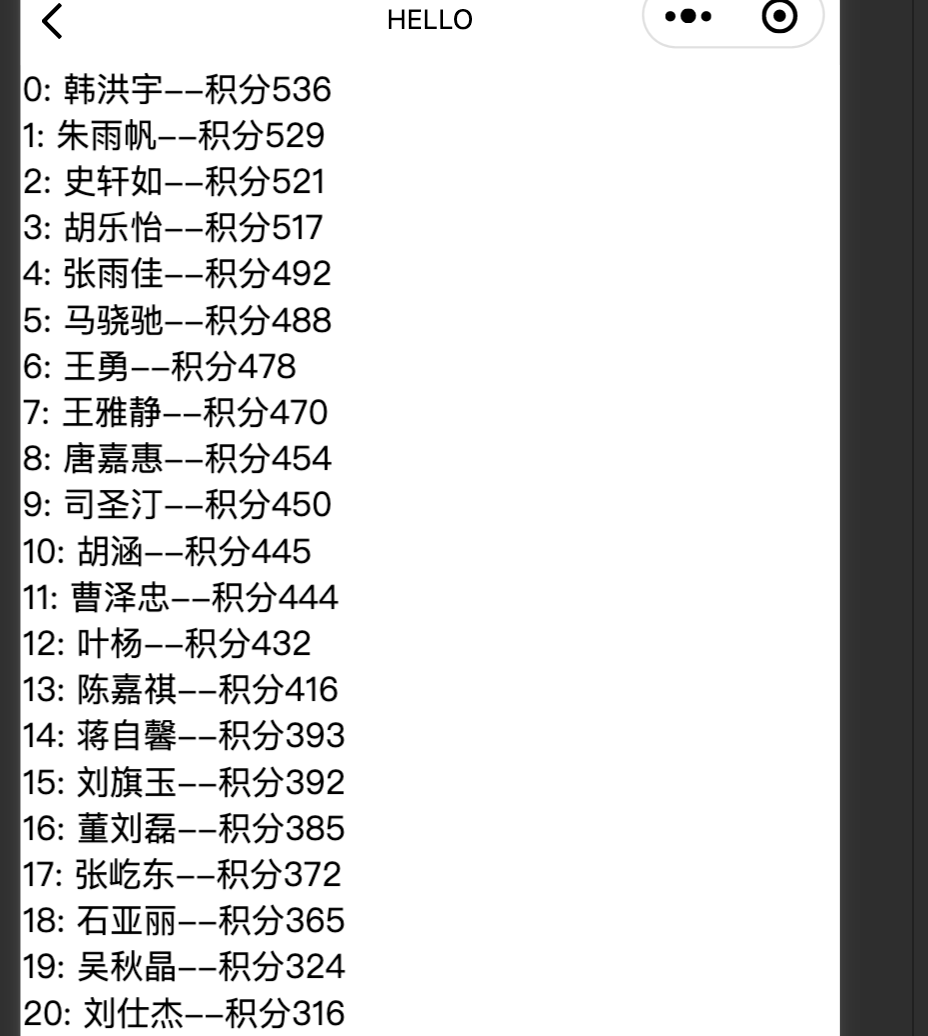 HELLO
0: 韩洪宇--积分536
1: 朱雨帆--积分529
2: 史轩如--积分521
3: 胡乐怡--积分517
4: 张雨佳--积分492
5: 马骁驰--积分488
6: 王勇--积分478
7: 王雅静--积分470
8: 唐嘉惠--积分454
9: 司圣汀--积分450
10: 胡涵--积分445
11: 曹泽忠--积分444
12: 叶杨--积分432
13: 陈嘉祺--积分416
14: 蒋自馨--积分393
15: 刘旗玉--积分392
16: 董刘磊--积分385
17: 张屹东--积分372
18: 石亚丽--积分365
19: 吴秋晶--积分324
20: 刘仕杰--积分316